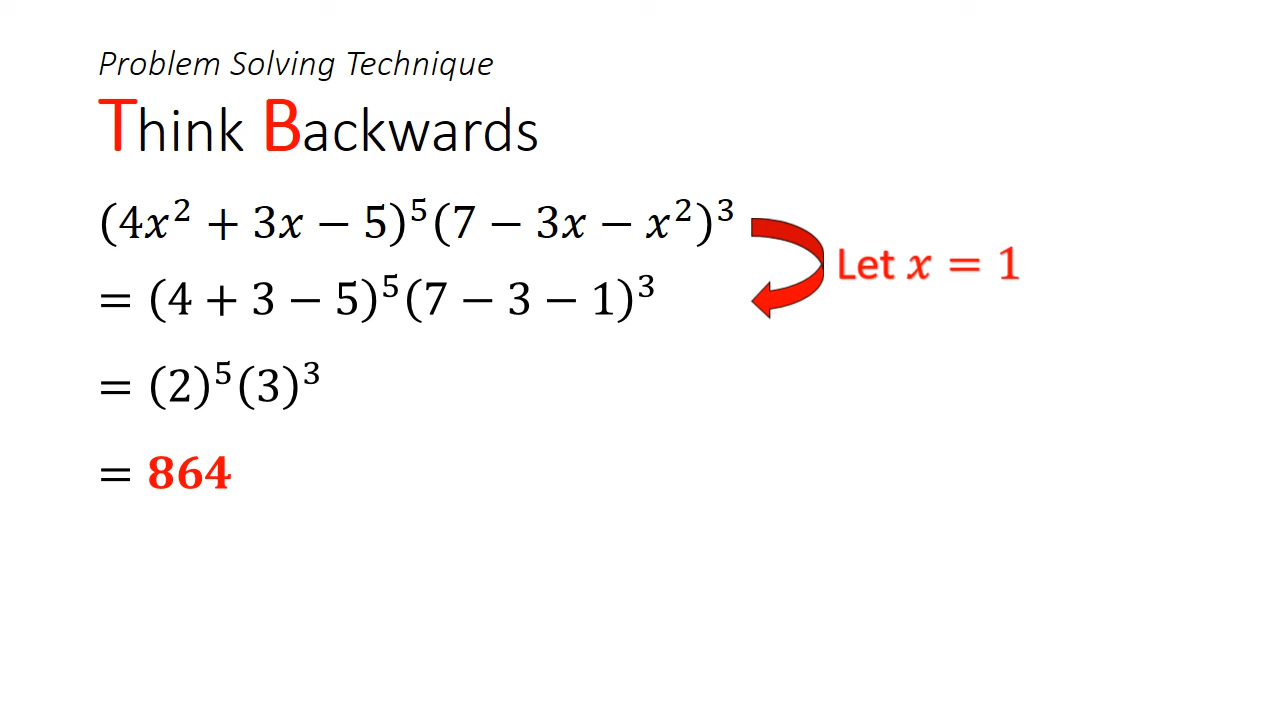 Problem Solving Technique
Think Backwards
(4x² + 3x − 5)⁵(7 − 3x − x²)³
Let x = 1
= (4 + 3 − 5)⁵(7 − 3 − 1)³
= (2)⁵(3)³
= 864